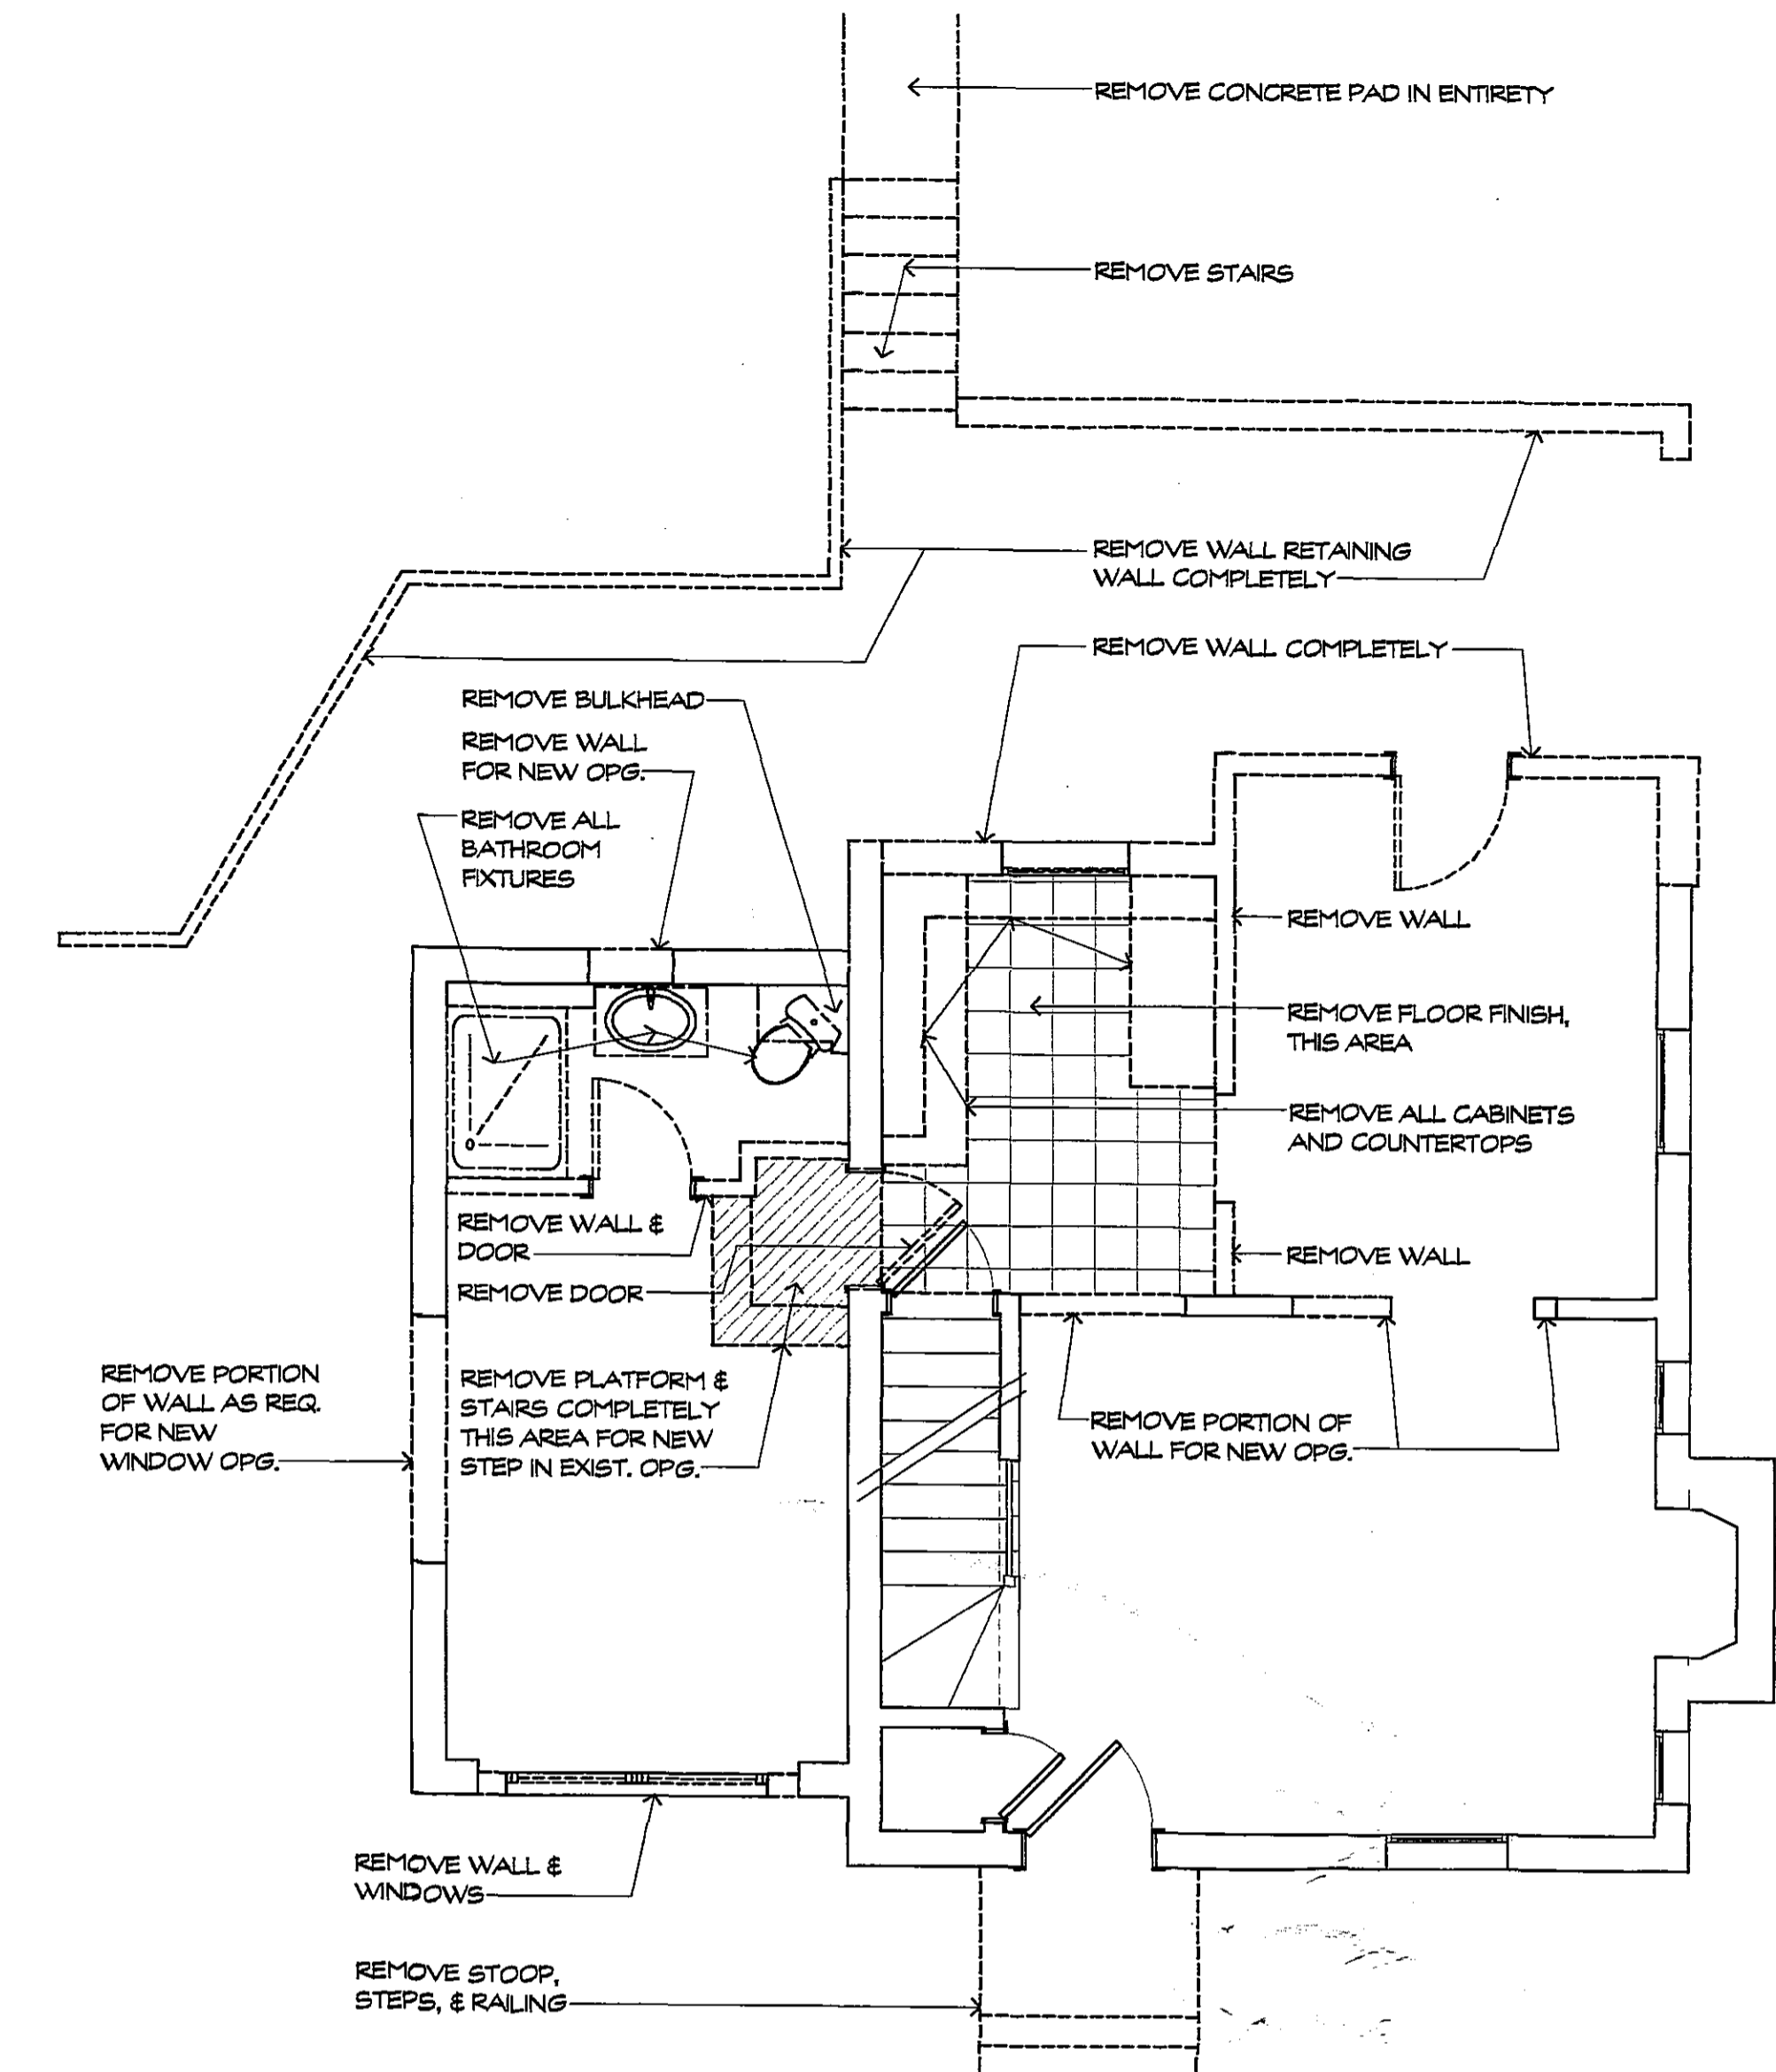 REMOVE CONCRETE PAD IN ENTIRETY
REMOVE STAIRS
REMOVE WALL RETAINING
WALL COMPLETELY
REMOVE WALL COMPLETELY
REMOVE BULKHEAD
REMOVE WALL
FOR NEW OPG.
REMOVE ALL
BATHROOM
FIXTURES
REMOVE WALL
REMOVE FLOOR FINISH,
THIS AREA
REMOVE ALL CABINETS
AND COUNTERTOPS
REMOVE WALL &
DOOR
REMOVE DOOR
REMOVE WALL
REMOVE PORTION
OF WALL AS REQ.
FOR NEW
WINDOW OPG.
REMOVE PLATFORM &
STAIRS COMPLETELY
THIS AREA FOR NEW
STEP IN EXIST. OPG.
REMOVE PORTION OF
WALL FOR NEW OPG.
REMOVE WALL &
WINDOWS
REMOVE STOOP,
STEPS, & RAILING